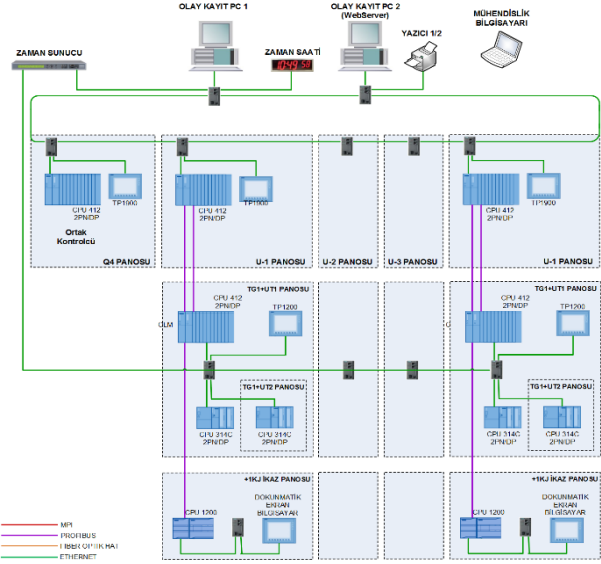 OLAY KAYIT PC 1
OLAY KAYIT PC 2
(WebServer)
MÜHENDİSLİK
BİLGİSAYARI
YAZICI 1/2
ZAMAN SUNUCU
ZAMAN SAATİ
CPU 412
2PN/DP
TP1900
Ortak
Kontrolcü
Q4 PANOSU
CPU 412
2PN/DP
TP1900
U-1 PANOSU
U-2 PANOSU
U-3 PANOSU
CPU 412
2PN/DP
TP1900
U-1 PANOSU
TG1+UT1 PANOSU
CPU 412
2PN/DP
TP1200
TG1+UT2 PANOSU
CPU 314C
2PN/DP
CPU 314C
2PN/DP
TG1+UT1 PANOSU
CPU 412
2PN/DP
TP1200
TG1+UT2 PANOSU
CPU 314C
2PN/DP
CPU 314C
2PN/DP
+1KJ İKAZ PANOSU
CPU 1200
DOKUNMATİK
EKRAN
BİLGİSAYAR
+1KJ İKAZ PANOSU
CPU 1200
DOKUNMATİK
EKRAN
BİLGİSAYAR
MPI
PROFIBUS
FIBER OPTİK HAT
ETHERNET